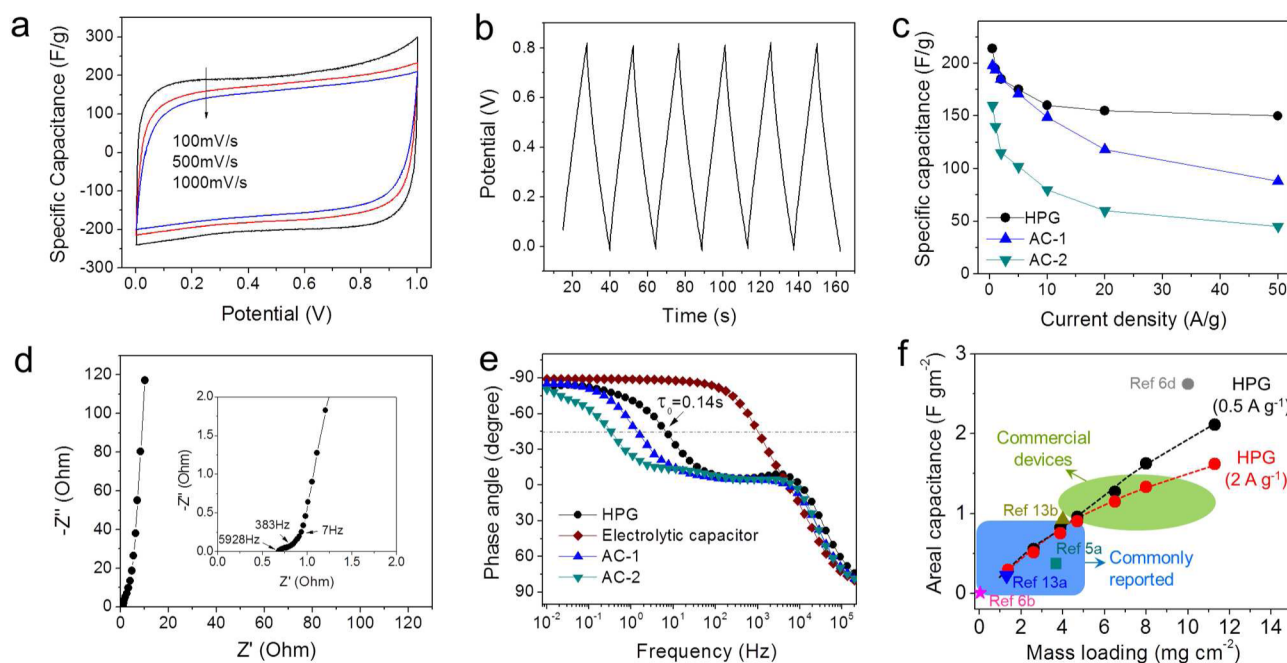 a
300
200
100
0
-100
-200
-300
Specific Capacitance (F/g)
100mV/s
500mV/s
1000mV/s
0.0 0.2 0.4 0.6 0.8 1.0
Potential (V)
b
0.8
0.6
0.4
0.2
0.0
Potential (V)
20 40 60 80 100 120 140 160
Time (s)
c
200
150
100
50
0
Specific capacitance (F/g)
HPG
AC-1
AC-2
0 10 20 30 40 50
Current density (A/g)
d
120
100
80
60
40
20
0
-Z'' (Ohm)
2.0
1.5
1.0
0.5
0.0
-Z'' (Ohm)
383Hz
7Hz
5928Hz
0.0 0.5 1.0 1.5 2.0
Z' (Ohm)
0 20 40 60 80 100 120
Z' (Ohm)
e
-90
-60
-30
0
30
60
90
Phase angle (degree)
τ0=0.14s
HPG
Electrolytic capacitor
AC-1
AC-2
10-2 10-1 100 101 102 103 104 105
Frequency (Hz)
f
3
2
1
0
Areal capacitance (F gm-2)
Ref 6d
HPG
(0.5 A g-1)
Commercial
devices
HPG
(2 A g-1)
Ref 13b
Ref 5a
Commonly
reported
Ref 13a
Ref 6b
0 2 4 6 8 10 12 14
Mass loading (mg cm-2)